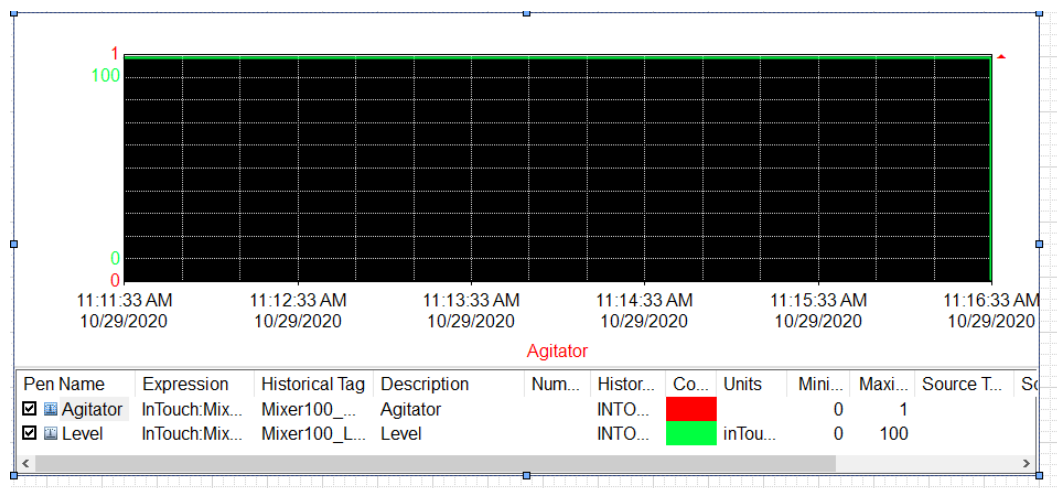 1
100
0
0
11:11:33 AM 11:12:33 AM 11:13:33 AM 11:14:33 AM 11:15:33 AM 11:16:33 AM
10/29/2020 10/29/2020 10/29/2020 10/29/2020 10/29/2020 10/29/2020
Agitator
Pen Name Expression Historical Tag Description Num... Histor... Co... Units Mini... Maxi... Source T... Sc
Agitator InTouch:Mix... Mixer100_... Agitator INTO... 0 1
Level InTouch:Mix... Mixer100_L... Level INTO... inTou... 0 100